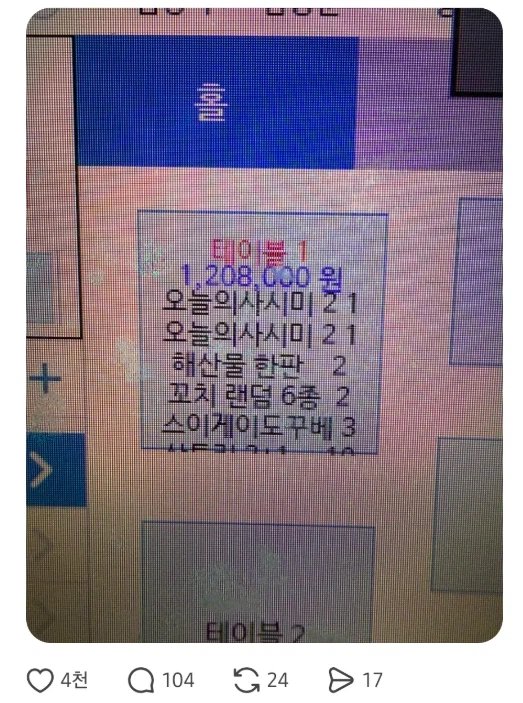 홀
테이블 1
1,208,000 원
오늘의사시미 2 1
오늘의사시미 2 1
해산물 한판 2
꼬치 랜덤 6종 2
스이게이도꾸베 3
테이블 2
4천 104 24 17